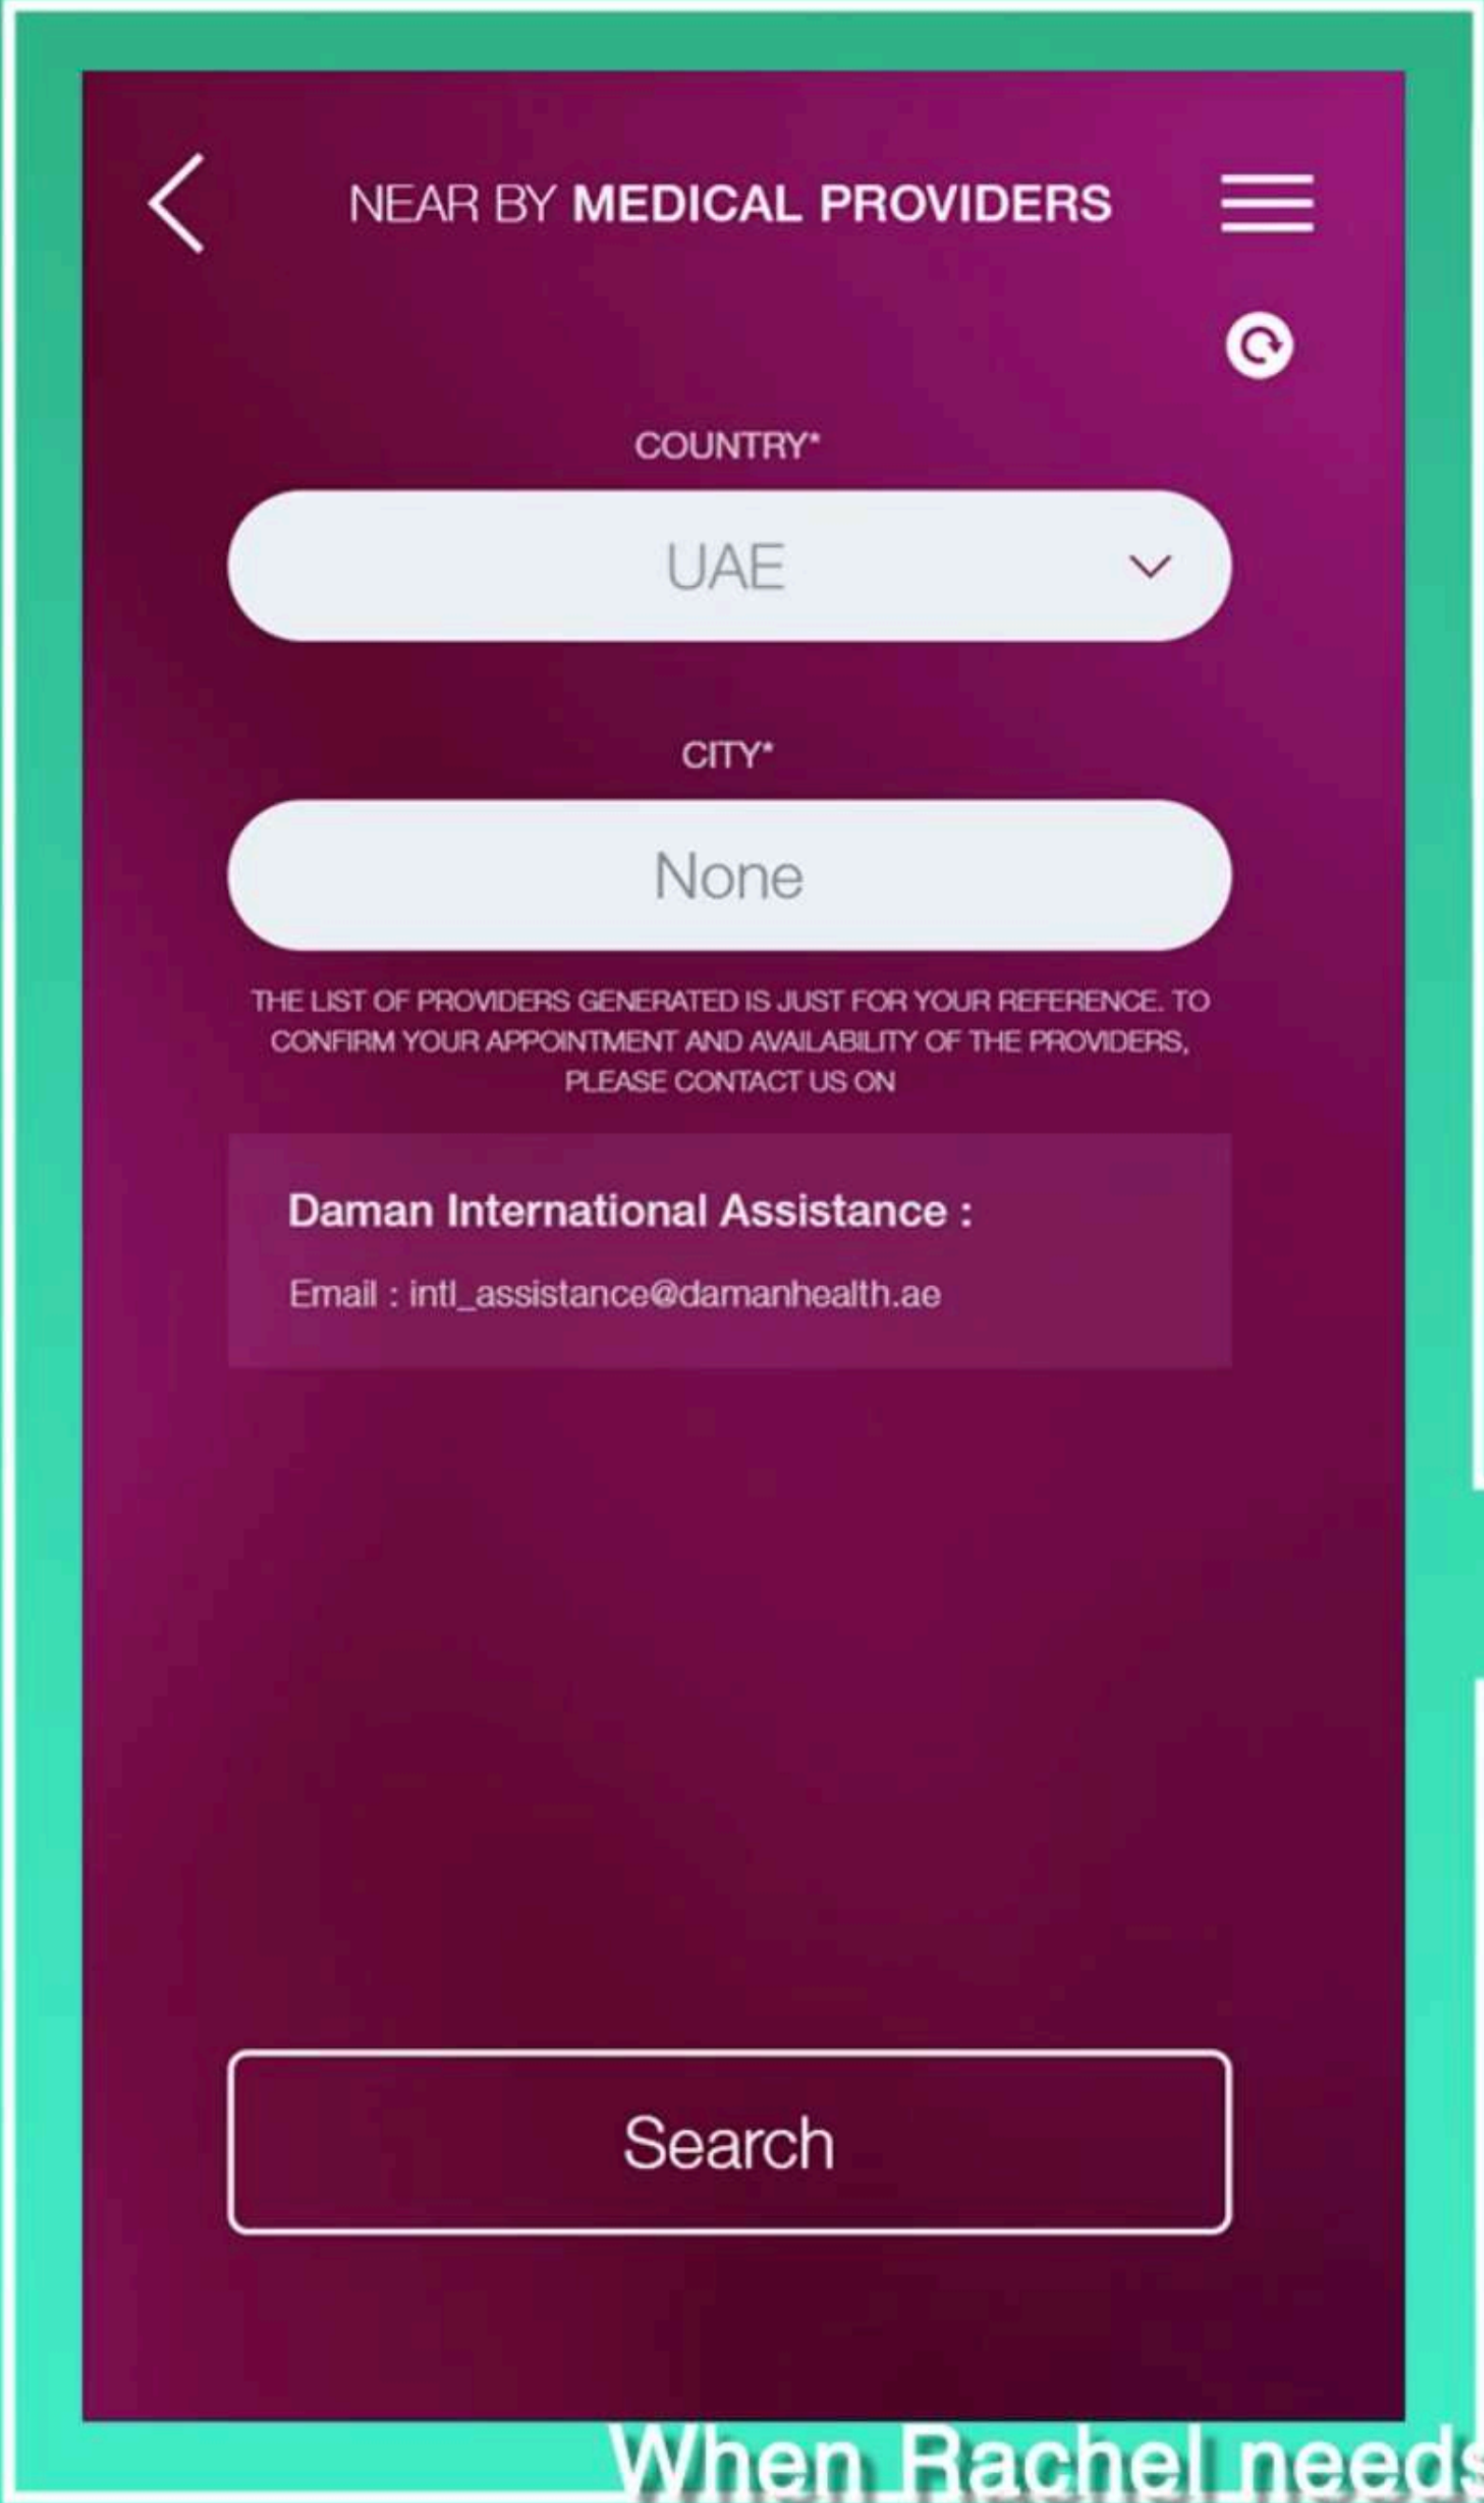 NEAR BY MEDICAL PROVIDERS
COUNTRY*
UAE
CITY*
None
THE LIST OF PROVIDERS GENERATED IS JUST FOR YOUR REFERENCE. TO
CONFIRM YOUR APPOINTMENT AND AVAILABILITY OF THE PROVIDERS,
PLEASE CONTACT US ON
Daman International Assistance :
Email : intl_assistance@damanhealth.ae
Search
When Rachel needs